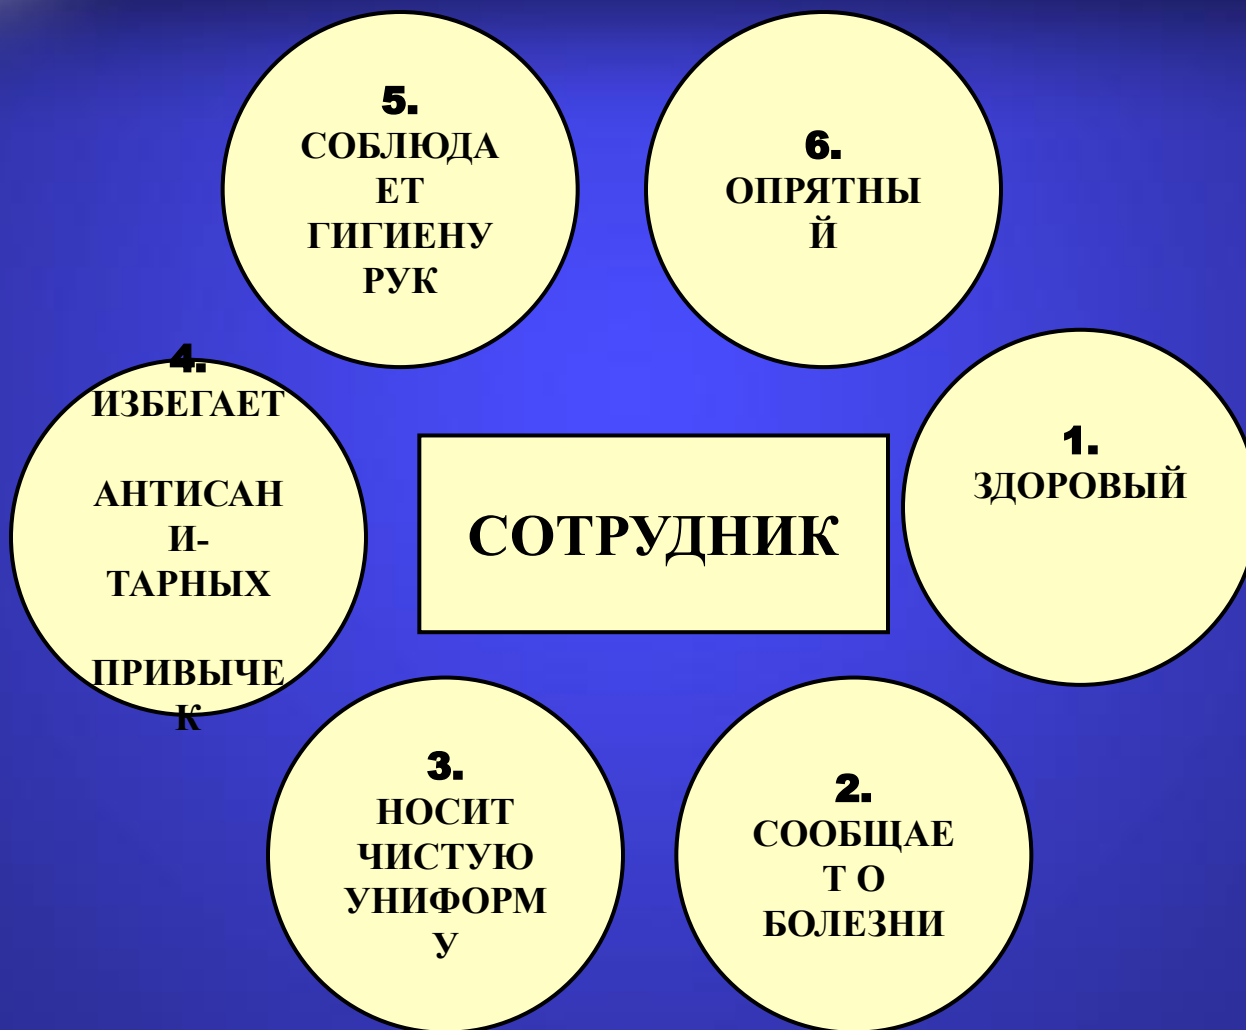 5.
СОБЛЮДА
ЕТ
ГИГИЕНУ
РУК
6.
ОПРЯТНЫ
Й
4.
ИЗБЕГАЕТ
АНТИСАН
И-
ТАРНЫХ
ПРИВЫЧЕ
К
СОТРУДНИК
1.
ЗДОРОВЫЙ
3.
НОСИТ
ЧИСТУЮ
УНИФОРМ
У
2.
СООБЩАЕ
Т О
БОЛЕЗНИ